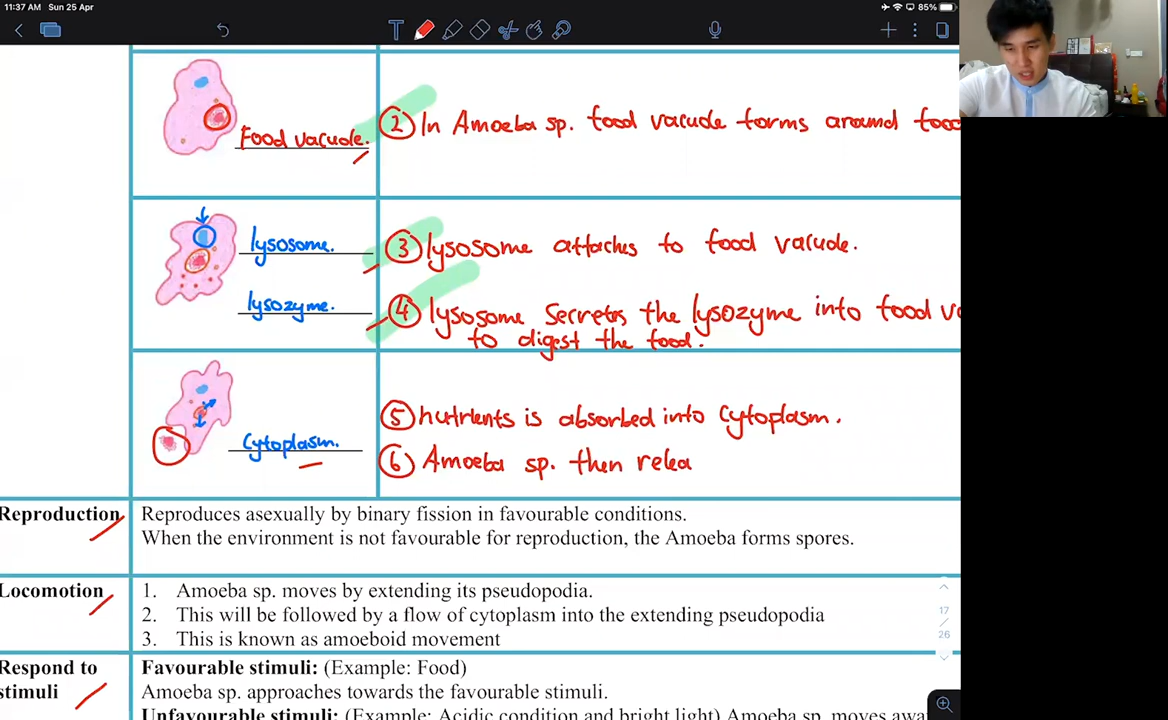 11:37 AM Sun 25 Apr
85%
T
Food vacuole.
② In Amoeba sp. food vacuole forms around food
lysosome.
③ lysosome attaches to food vacuole.
lysozyme.
④ lysosome secretes the lysozyme into food v
to digest the food.
Cytoplasm.
⑤ nutrients is absorbed into cytoplasm.
⑥ Amoeba sp. then relea
Reproduction
Reproduces asexually by binary fission in favourable conditions.
When the environment is not favourable for reproduction, the Amoeba forms spores.
Locomotion
1. Amoeba sp. moves by extending its pseudopodia.
2. This will be followed by a flow of cytoplasm into the extending pseudopodia
3. This is known as amoeboid movement
17
/
26
Respond to
stimuli
Favourable stimuli: (Example: Food)
Amoeba sp. approaches towards the favourable stimuli.
Unfavourable stimuli: (Example: Acidic condition and bright light) Amoeba sp. moves awa